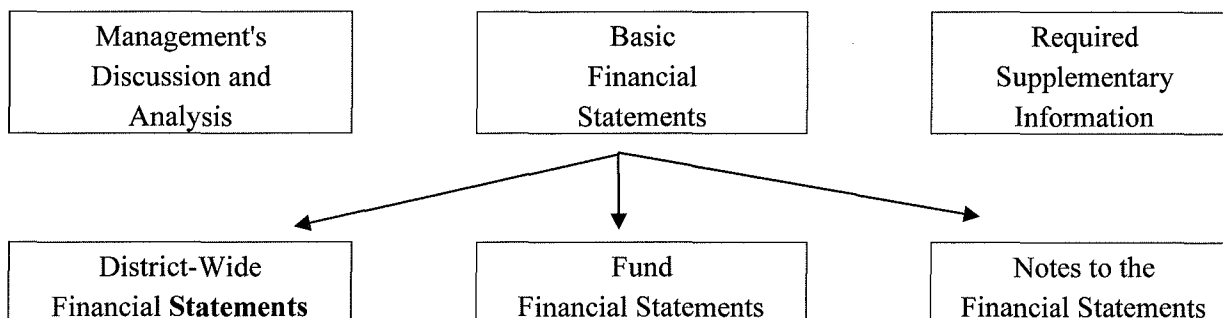 Management's
Discussion and
Analysis
Basic
Financial
Statements
Required
Supplementary
Information
District-Wide
Financial Statements
Fund
Financial Statements
Notes to the
Financial Statements